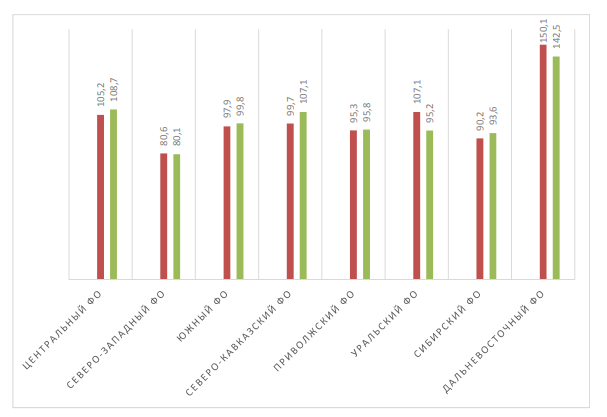 105,2
108,7
80,6
80,1
97,9
99,8
99,7
107,1
95,3
95,8
107,1
95,2
90,2
93,6
150,1
142,5
ЦЕНТРАЛЬНЫЙ ФО
СЕВЕРО-ЗАПАДНЫЙ ФО
ЮЖНЫЙ ФО
СЕВЕРО-КАВКАЗСКИЙ ФО
ПРИВОЛЖСКИЙ ФО
УРАЛЬСКИЙ ФО
СИБИРСКИЙ ФО
ДАЛЬНЕВОСТОЧНЫЙ ФО